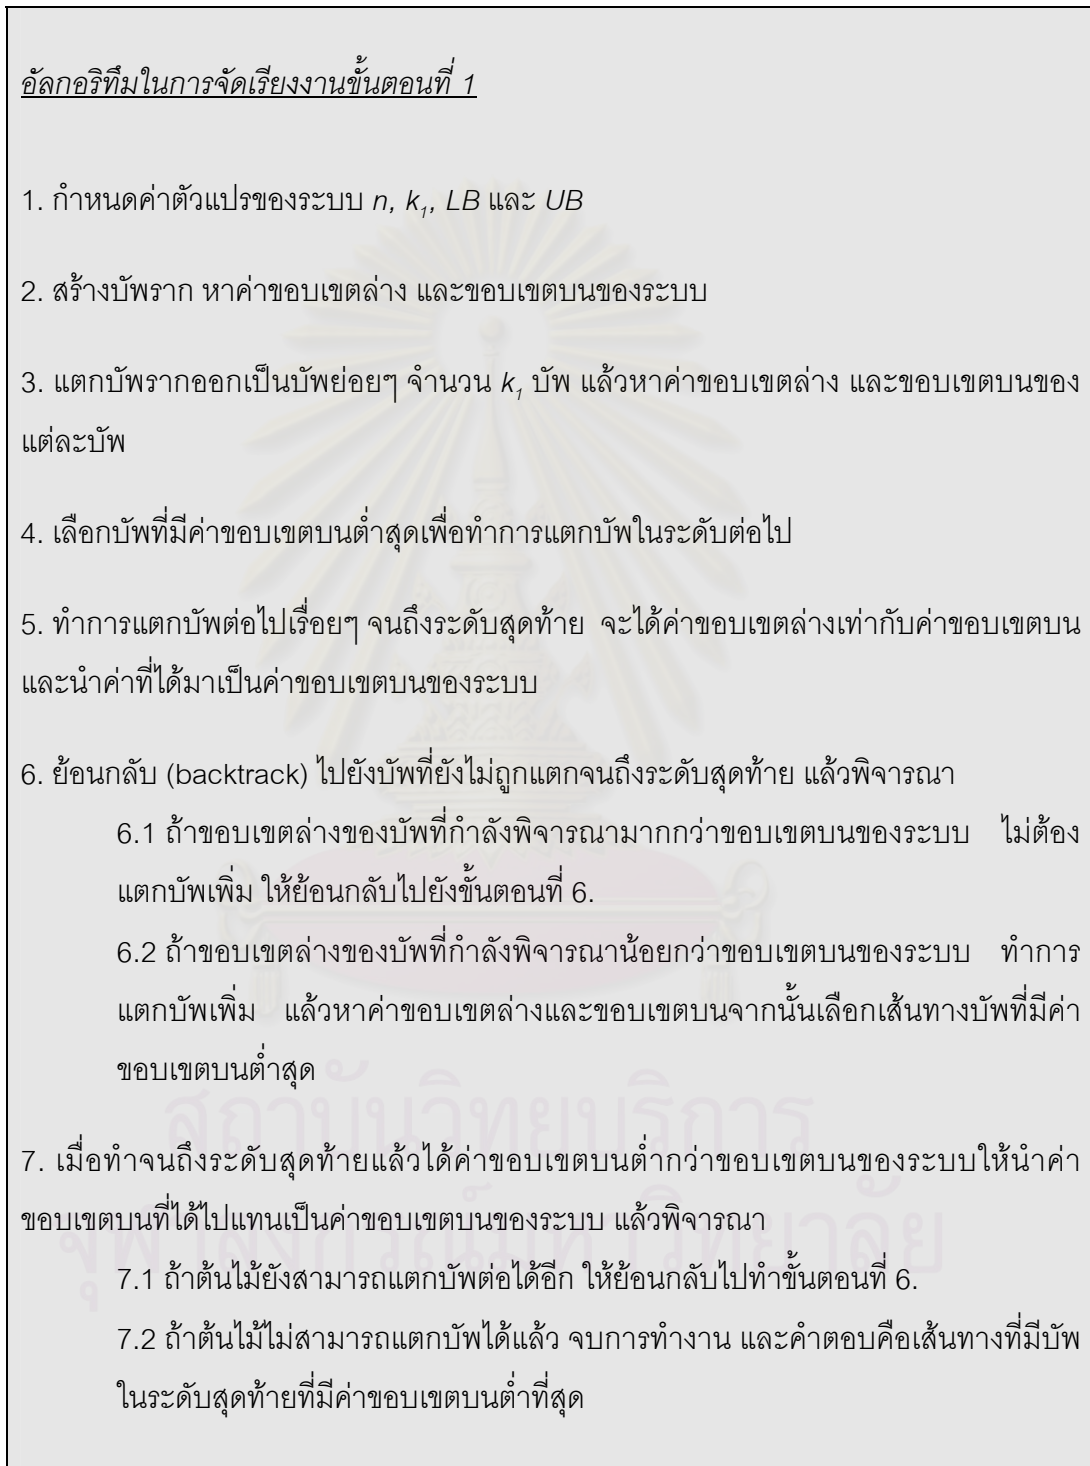 อัลกอริทึมในการจัดเรียงงานขั้นตอนที่ 1
1. กำหนดค่าตัวแปรของระบบ n, k₁, LB และ UB
2. สร้างบัพราก หาค่าขอบเขตล่าง และขอบเขตบนของระบบ
3. แตกบัพรากออกเป็นบัพย่อยๆ จำนวน k₁ บัพ แล้วหาค่าขอบเขตล่าง และขอบเขตบนของ
แต่ละบัพ
4. เลือกบัพที่มีค่าขอบเขตบนต่ำสุดเพื่อทำการแตกบัพในระดับต่อไป
5. ทำการแตกบัพต่อไปเรื่อยๆ จนถึงระดับสุดท้าย จะได้ค่าขอบเขตล่างเท่ากับค่าขอบเขตบน
และนำค่าที่ได้มาเป็นค่าขอบเขตบนของระบบ
6. ย้อนกลับ (backtrack) ไปยังบัพที่ยังไม่ถูกแตกจนถึงระดับสุดท้าย แล้วพิจารณา
6.1 ถ้าขอบเขตล่างของบัพที่กำลังพิจารณามากกว่าขอบเขตบนของระบบ ไม่ต้อง
แตกบัพเพิ่ม ให้ย้อนกลับไปยังขั้นตอนที่ 6.
6.2 ถ้าขอบเขตล่างของบัพที่กำลังพิจารณาน้อยกว่าขอบเขตบนของระบบ ทำการ
แตกบัพเพิ่ม แล้วหาค่าขอบเขตล่างและขอบเขตบนจากนั้นเลือกเส้นทางบัพที่มีค่า
ขอบเขตบนต่ำสุด
สถาบันวิทยบริการ
7. เมื่อทำจนถึงระดับสุดท้ายแล้วได้ค่าขอบเขตบนต่ำกว่าขอบเขตบนของระบบให้นำค่า
ขอบเขตบนที่ได้ไปแทนเป็นค่าขอบเขตบนของระบบ แล้วพิจารณา
จุฬาลงกรณ์มหาวิทยาลัย
7.1 ถ้าต้นไม้ยังสามารถแตกบัพต่อได้อีก ให้ย้อนกลับไปทำขั้นตอนที่ 6.
7.2 ถ้าต้นไม้ไม่สามารถแตกบัพได้แล้ว จบการทำงาน และคำตอบคือเส้นทางที่มีบัพ
ในระดับสุดท้ายที่มีค่าขอบเขตบนต่ำที่สุด